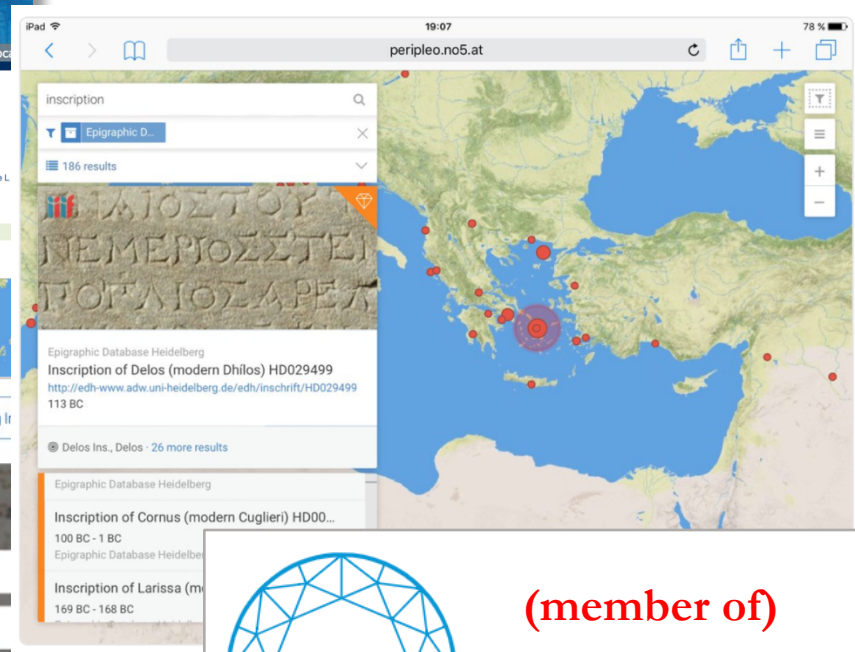 iPad 19:07 78 %
peripleo.no5.at
inscription
Epigraphic D...
186 results
iiif
ΝΕΜΕΡΙΟΣΣΤΕΙ
Epigraphic Database Heidelberg
Inscription of Delos (modern Dhílos) HD029499
http://edh-www.adw.uni-heidelberg.de/edh/inschrift/HD029499
113 BC
Delos Ins., Delos · 26 more results
Epigraphic Database Heidelberg
Inscription of Cornus (modern Cuglieri) HD00...
100 BC - 1 BC
Epigraphic Database
Inscription of Larissa
169 BC - 168 BC
(member of)